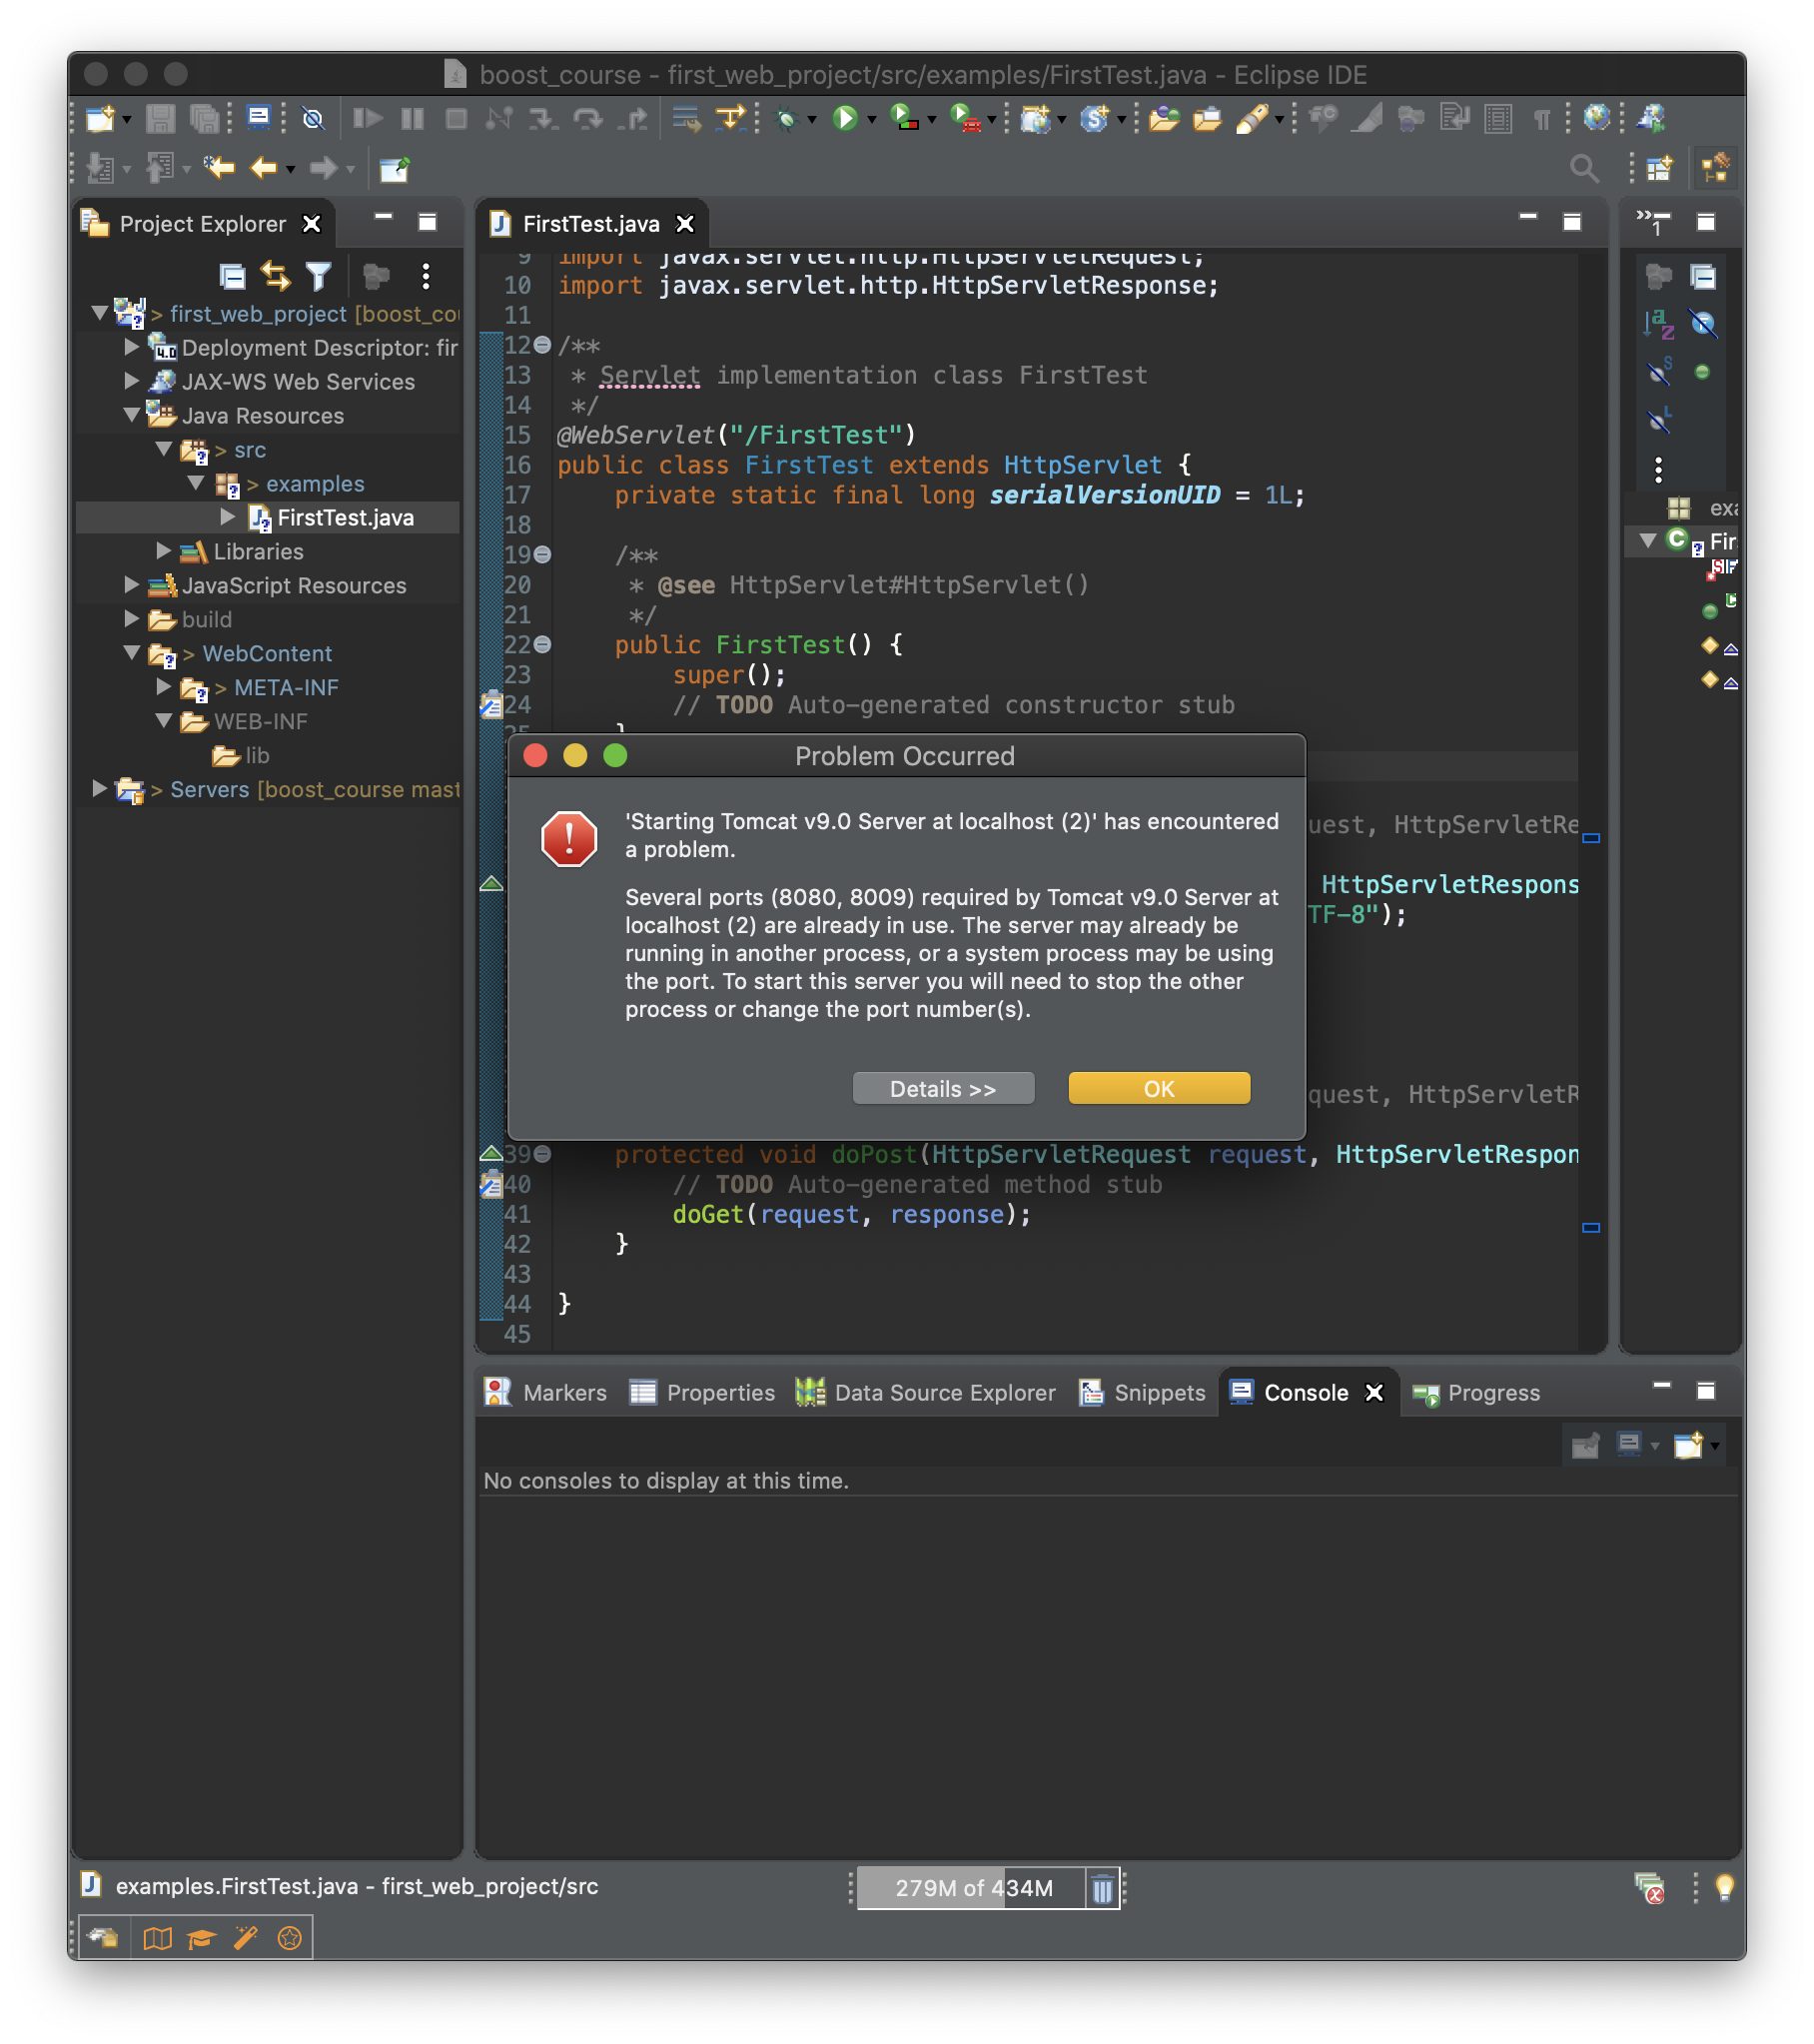 boost_course - first_web_project/src/examples/FirstTest.java - Eclipse IDE
Project Explorer
> first_web_project [boost_co
Deployment Descriptor: fir
JAX-WS Web Services
Java Resources
> src
> examples
FirstTest.java
Libraries
JavaScript Resources
build
> WebContent
> META-INF
WEB-INF
lib
> Servers [boost_course mast
FirstTest.java
9 import javax.servlet.http.HttpServletRequest;
10 import javax.servlet.http.HttpServletResponse;
11
12 /**
13 * Servlet implementation class FirstTest
14 */
15 @WebServlet("/FirstTest")
16 public class FirstTest extends HttpServlet {
17 private static final long serialVersionUID = 1L;
18
19 /**
20 * @see HttpServlet#HttpServlet()
21 */
22 public FirstTest() {
23 super();
24 // TODO Auto-generated constructor stub
25 }
uest, HttpServletRe
HttpServletRespons
TF-8");
quest, HttpServletR
39 protected void doPost(HttpServletRequest request, HttpServletRespon
40 // TODO Auto-generated method stub
41 doGet(request, response);
42 }
43
44 }
45
Problem Occurred
'Starting Tomcat v9.0 Server at localhost (2)' has encountered
a problem.
Several ports (8080, 8009) required by Tomcat v9.0 Server at
localhost (2) are already in use. The server may already be
running in another process, or a system process may be using
the port. To start this server you will need to stop the other
process or change the port number(s).
Details >>
OK
»1
exa
Fir
Markers
Properties
Data Source Explorer
Snippets
Console
Progress
No consoles to display at this time.
examples.FirstTest.java - first_web_project/src
279M of 434M